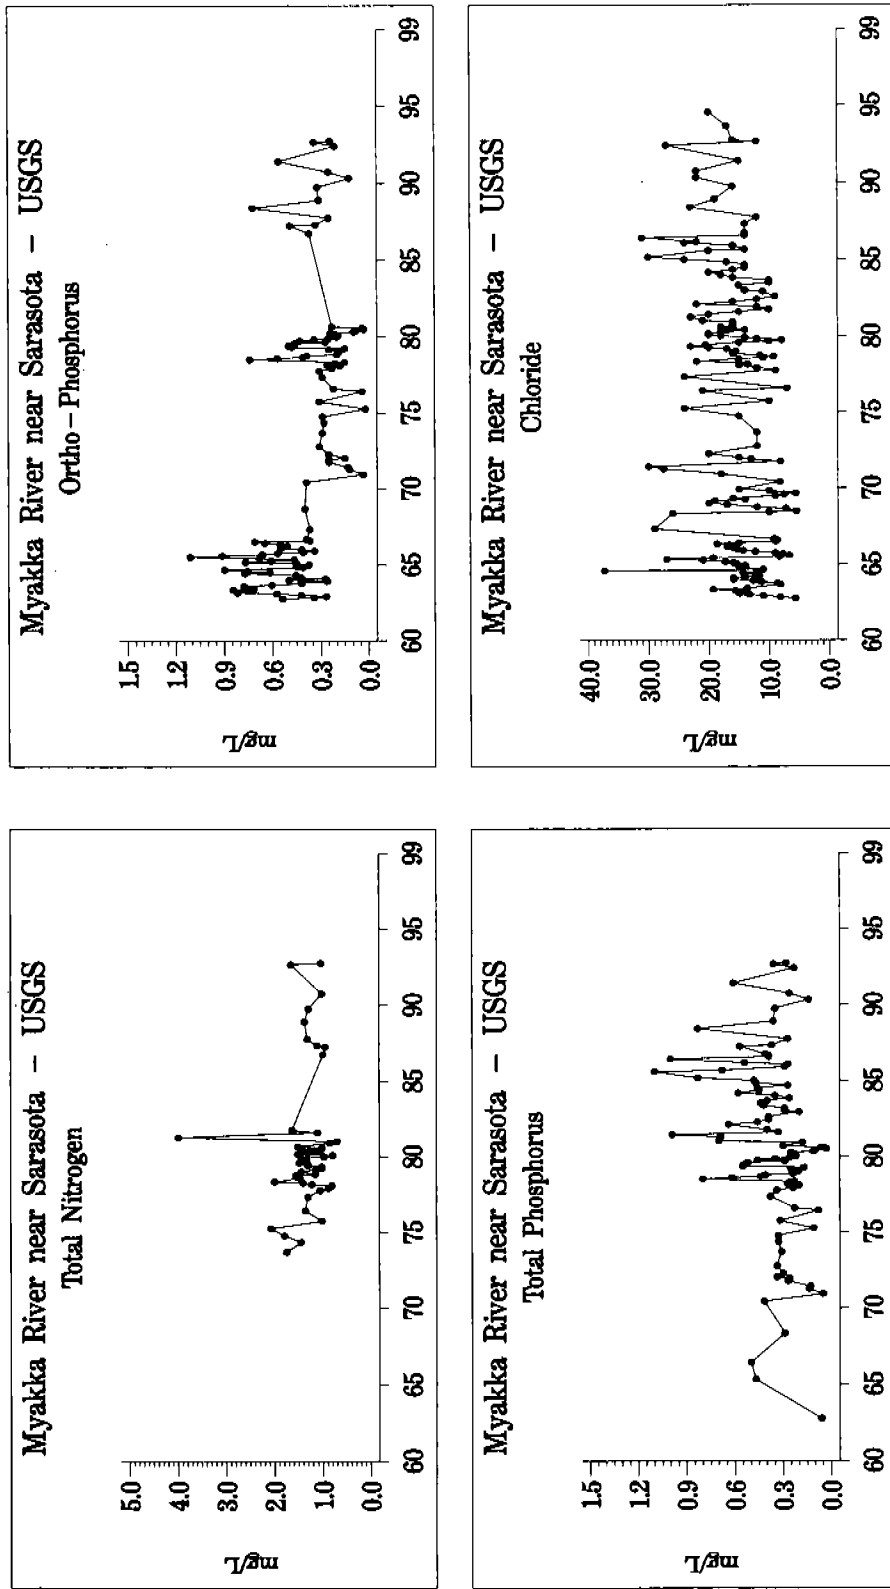 Myakka River near Sarasota – USGS
Total Nitrogen
mg/L
5.0
4.0
3.0
2.0
1.0
0.0
60 65 70 75 80 85 90 95 99
Myakka River near Sarasota – USGS
Ortho–Phosphorus
mg/L
1.5
1.2
0.9
0.6
0.3
0.0
60 65 70 75 80 85 90 95 99
Myakka River near Sarasota – USGS
Total Phosphorus
mg/L
1.5
1.2
0.9
0.6
0.3
0.0
60 65 70 75 80 85 90 95 99
Myakka River near Sarasota – USGS
Chloride
mg/L
40.0
30.0
20.0
10.0
0.0
60 65 70 75 80 85 90 95 99